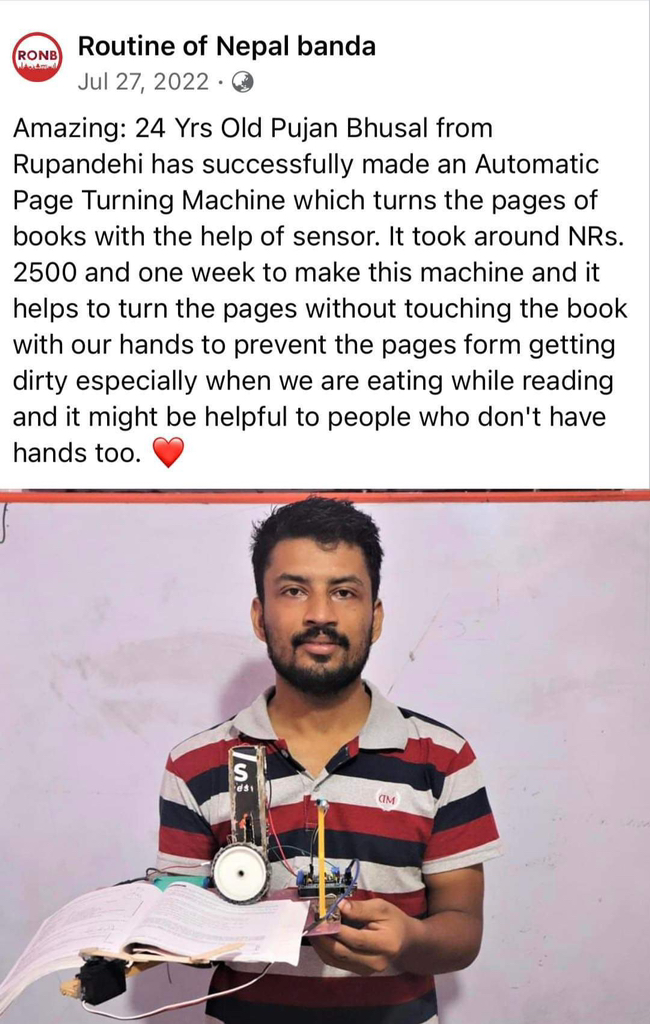 RONB
Routine of Nepal banda
Jul 27, 2022 ·
Amazing: 24 Yrs Old Pujan Bhusal from
Rupandehi has successfully made an Automatic
Page Turning Machine which turns the pages of
books with the help of sensor. It took around NRs.
2500 and one week to make this machine and it
helps to turn the pages without touching the book
with our hands to prevent the pages form getting
dirty especially when we are eating while reading
and it might be helpful to people who don't have
hands too. ❤️
S